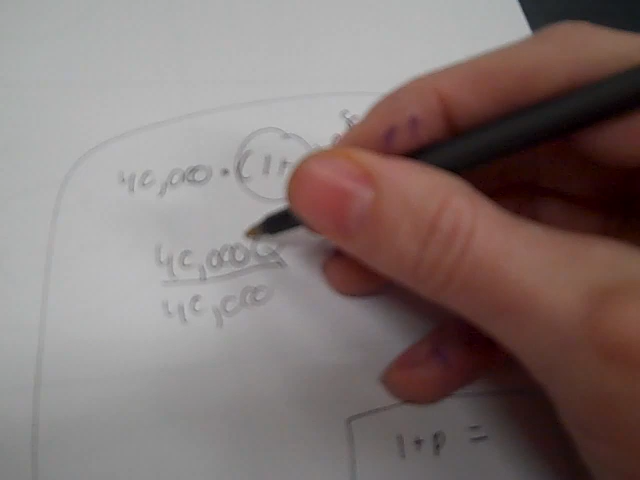 40,000 · (1+
40,000
40,000
1+p =